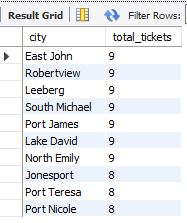 Result Grid Filter Rows:
city total_tickets
East John 9
Robertview 9
Leeberg 9
South Michael 9
Port James 9
Lake David 9
North Emily 9
Jonesport 8
Port Teresa 8
Port Nicole 8